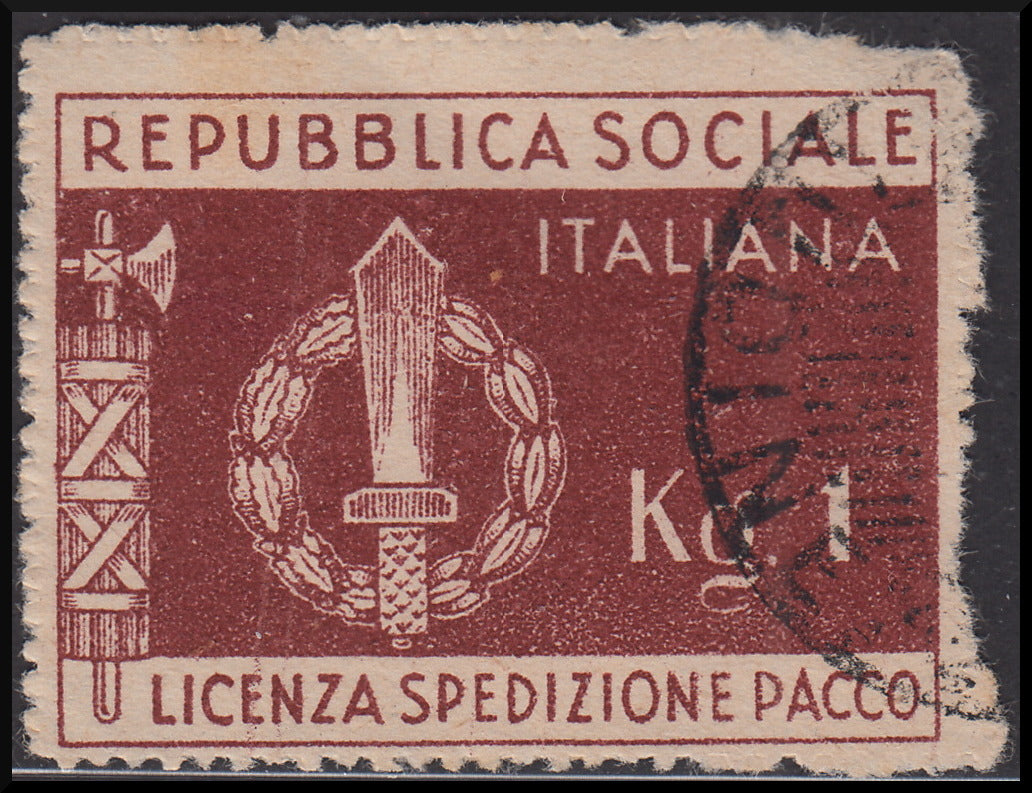 REPUBBLICA SOCIALE
ITALIANA
Kg. 1
LICENZA SPEDIZIONE PACCO